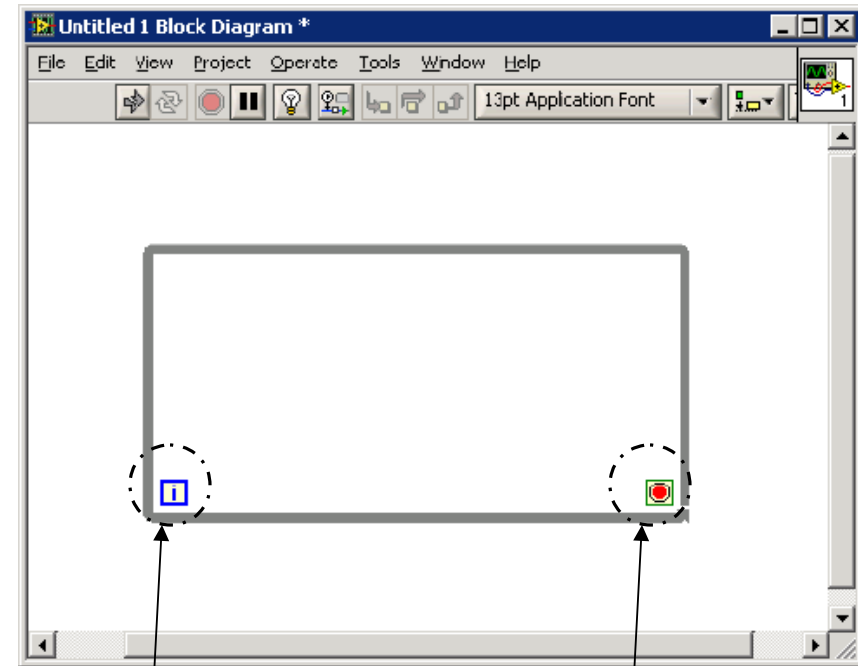 Untitled 1 Block Diagram *
File Edit View Project Operate Tools Window Help
13pt Application Font
1
i